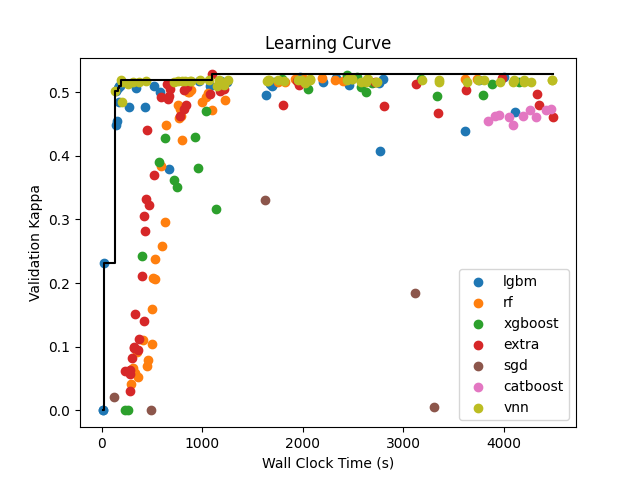 Learning Curve
Validation Kappa
0.5
0.4
0.3
0.2
0.1
0.0
0
1000
2000
3000
4000
Wall Clock Time (s)
lgbm
rf
xgboost
extra
sgd
catboost
vnn